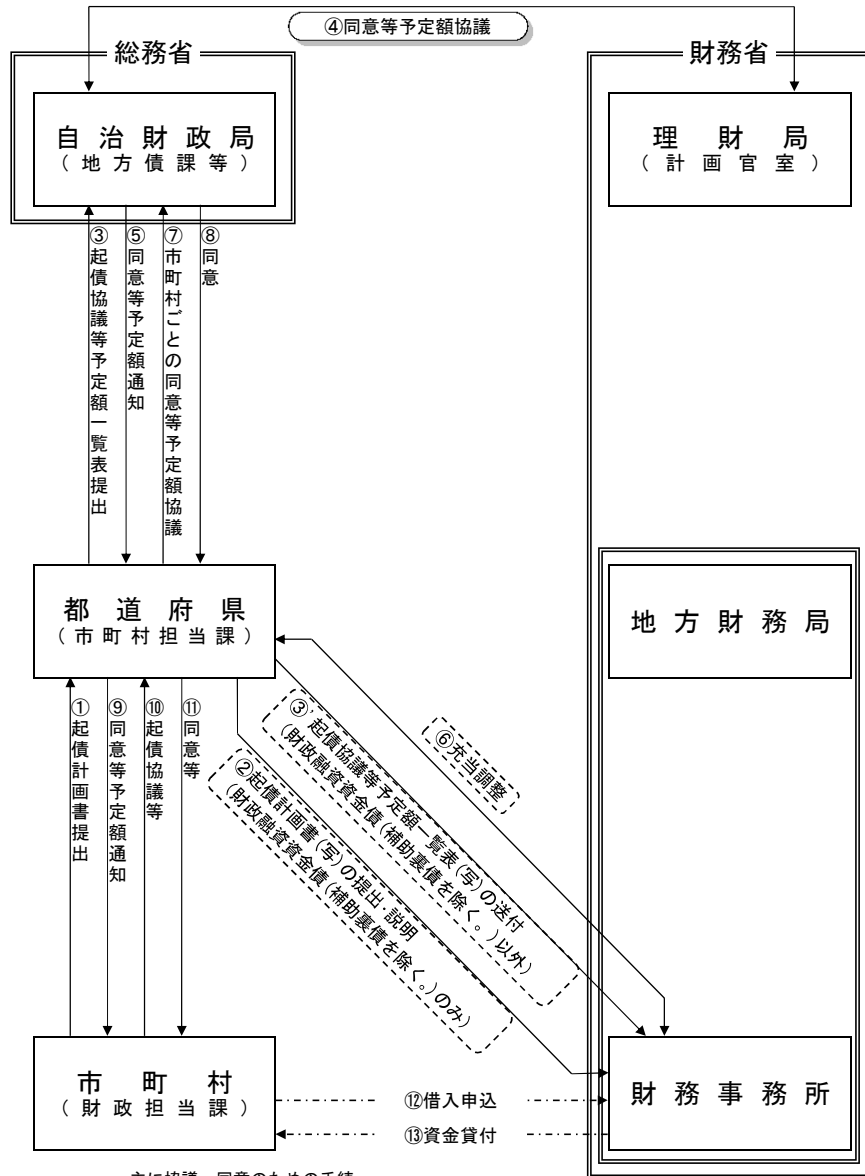 ④同意等予定額協議
総務省
財務省
自治財政局
(地方債課等)
理財局
(計画官室)
③起債協議等予定額一覧表提出
⑤同意等予定額通知
⑦市町村ごとの同意等予定額協議
⑧同意
都道府県
(市町村担当課)
地方財務局
①起債計画書提出
⑨同意等予定額通知
⑩起債協議等
⑪同意等
⑥充当調整
③'起債協議等予定額一覧表(写)の送付
(財政融資資金債(補助裏債を除く。)以外)
②起債計画書(写)の提出・説明
(財政融資資金債(補助裏債を除く。)のみ)
市町村
(財政担当課)
財務事務所
⑫借入申込
⑬資金貸付